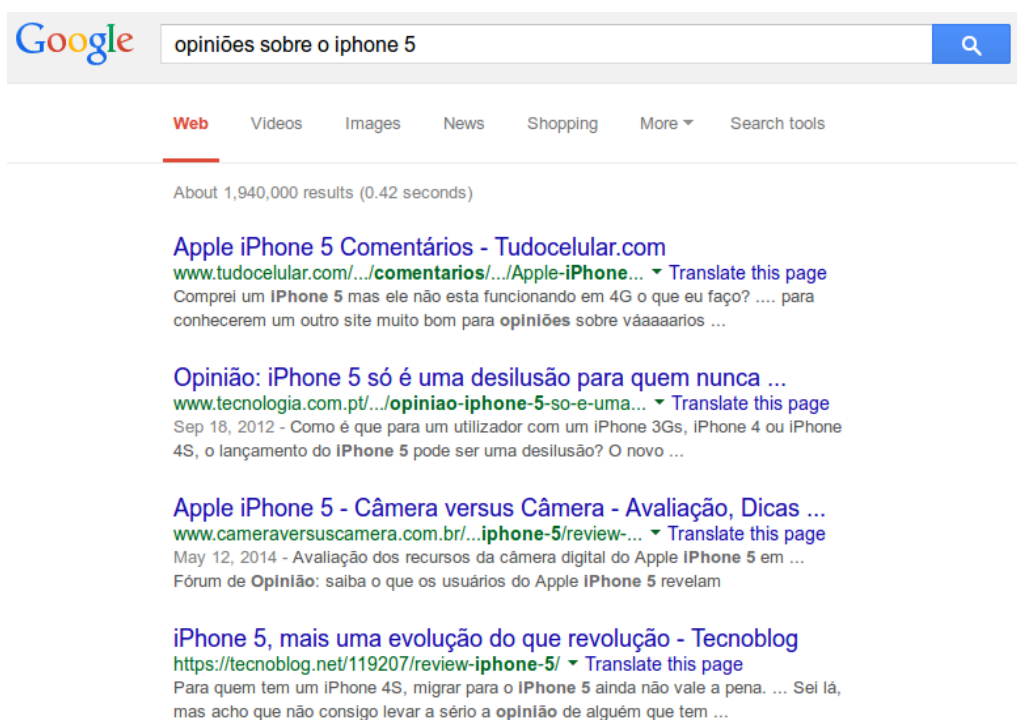 Google opiniões sobre o iphone 5
Web Videos Images News Shopping More Search tools
About 1,940,000 results (0.42 seconds)
Apple iPhone 5 Comentários - Tudocelular.com
www.tudocelular.com/.../comentarios/.../Apple-iPhone... Translate this page
Comprei um iPhone 5 mas ele não esta funcionando em 4G o que eu faço? .... para
conhecerem um outro site muito bom para opiniões sobre váaaaarios ...
Opinião: iPhone 5 só é uma desilusão para quem nunca ...
www.tecnologia.com.pt/.../opiniao-iphone-5-so-e-uma... Translate this page
Sep 18, 2012 - Como é que para um utilizador com um iPhone 3Gs, iPhone 4 ou iPhone
4S, o lançamento do iPhone 5 pode ser uma desilusão? O novo ...
Apple iPhone 5 - Câmera versus Câmera - Avaliação, Dicas ...
www.cameraversuscamera.com.br/...iphone-5/review-... Translate this page
May 12, 2014 - Avaliação dos recursos da câmera digital do Apple iPhone 5 em ...
Fórum de Opinião: saiba o que os usuários do Apple iPhone 5 revelam
iPhone 5, mais uma evolução do que revolução - Tecnoblog
https://tecnoblog.net/119207/review-iphone-5/ Translate this page
Para quem tem um iPhone 4S, migrar para o iPhone 5 ainda não vale a pena. ... Sei lá,
mas acho que não consigo levar a sério a opinião de alguém que tem ...